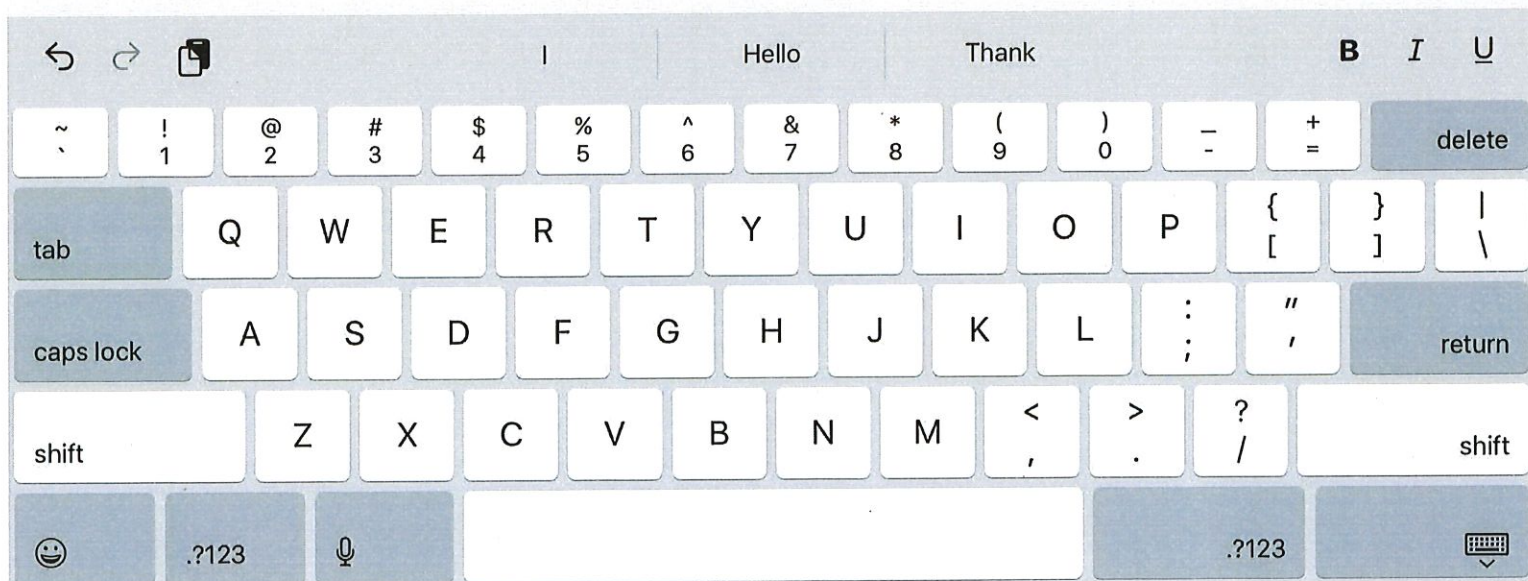 I Hello Thank B I U
~ ! @ # $ % ^ & * ( ) _ +
` 1 2 3 4 5 6 7 8 9 0 - = delete
tab Q W E R T Y U I O P { } |
[ ] \
caps lock A S D F G H J K L : "
; ' return
shift Z X C V B N M < > ?
, . / shift
.?123 .?123